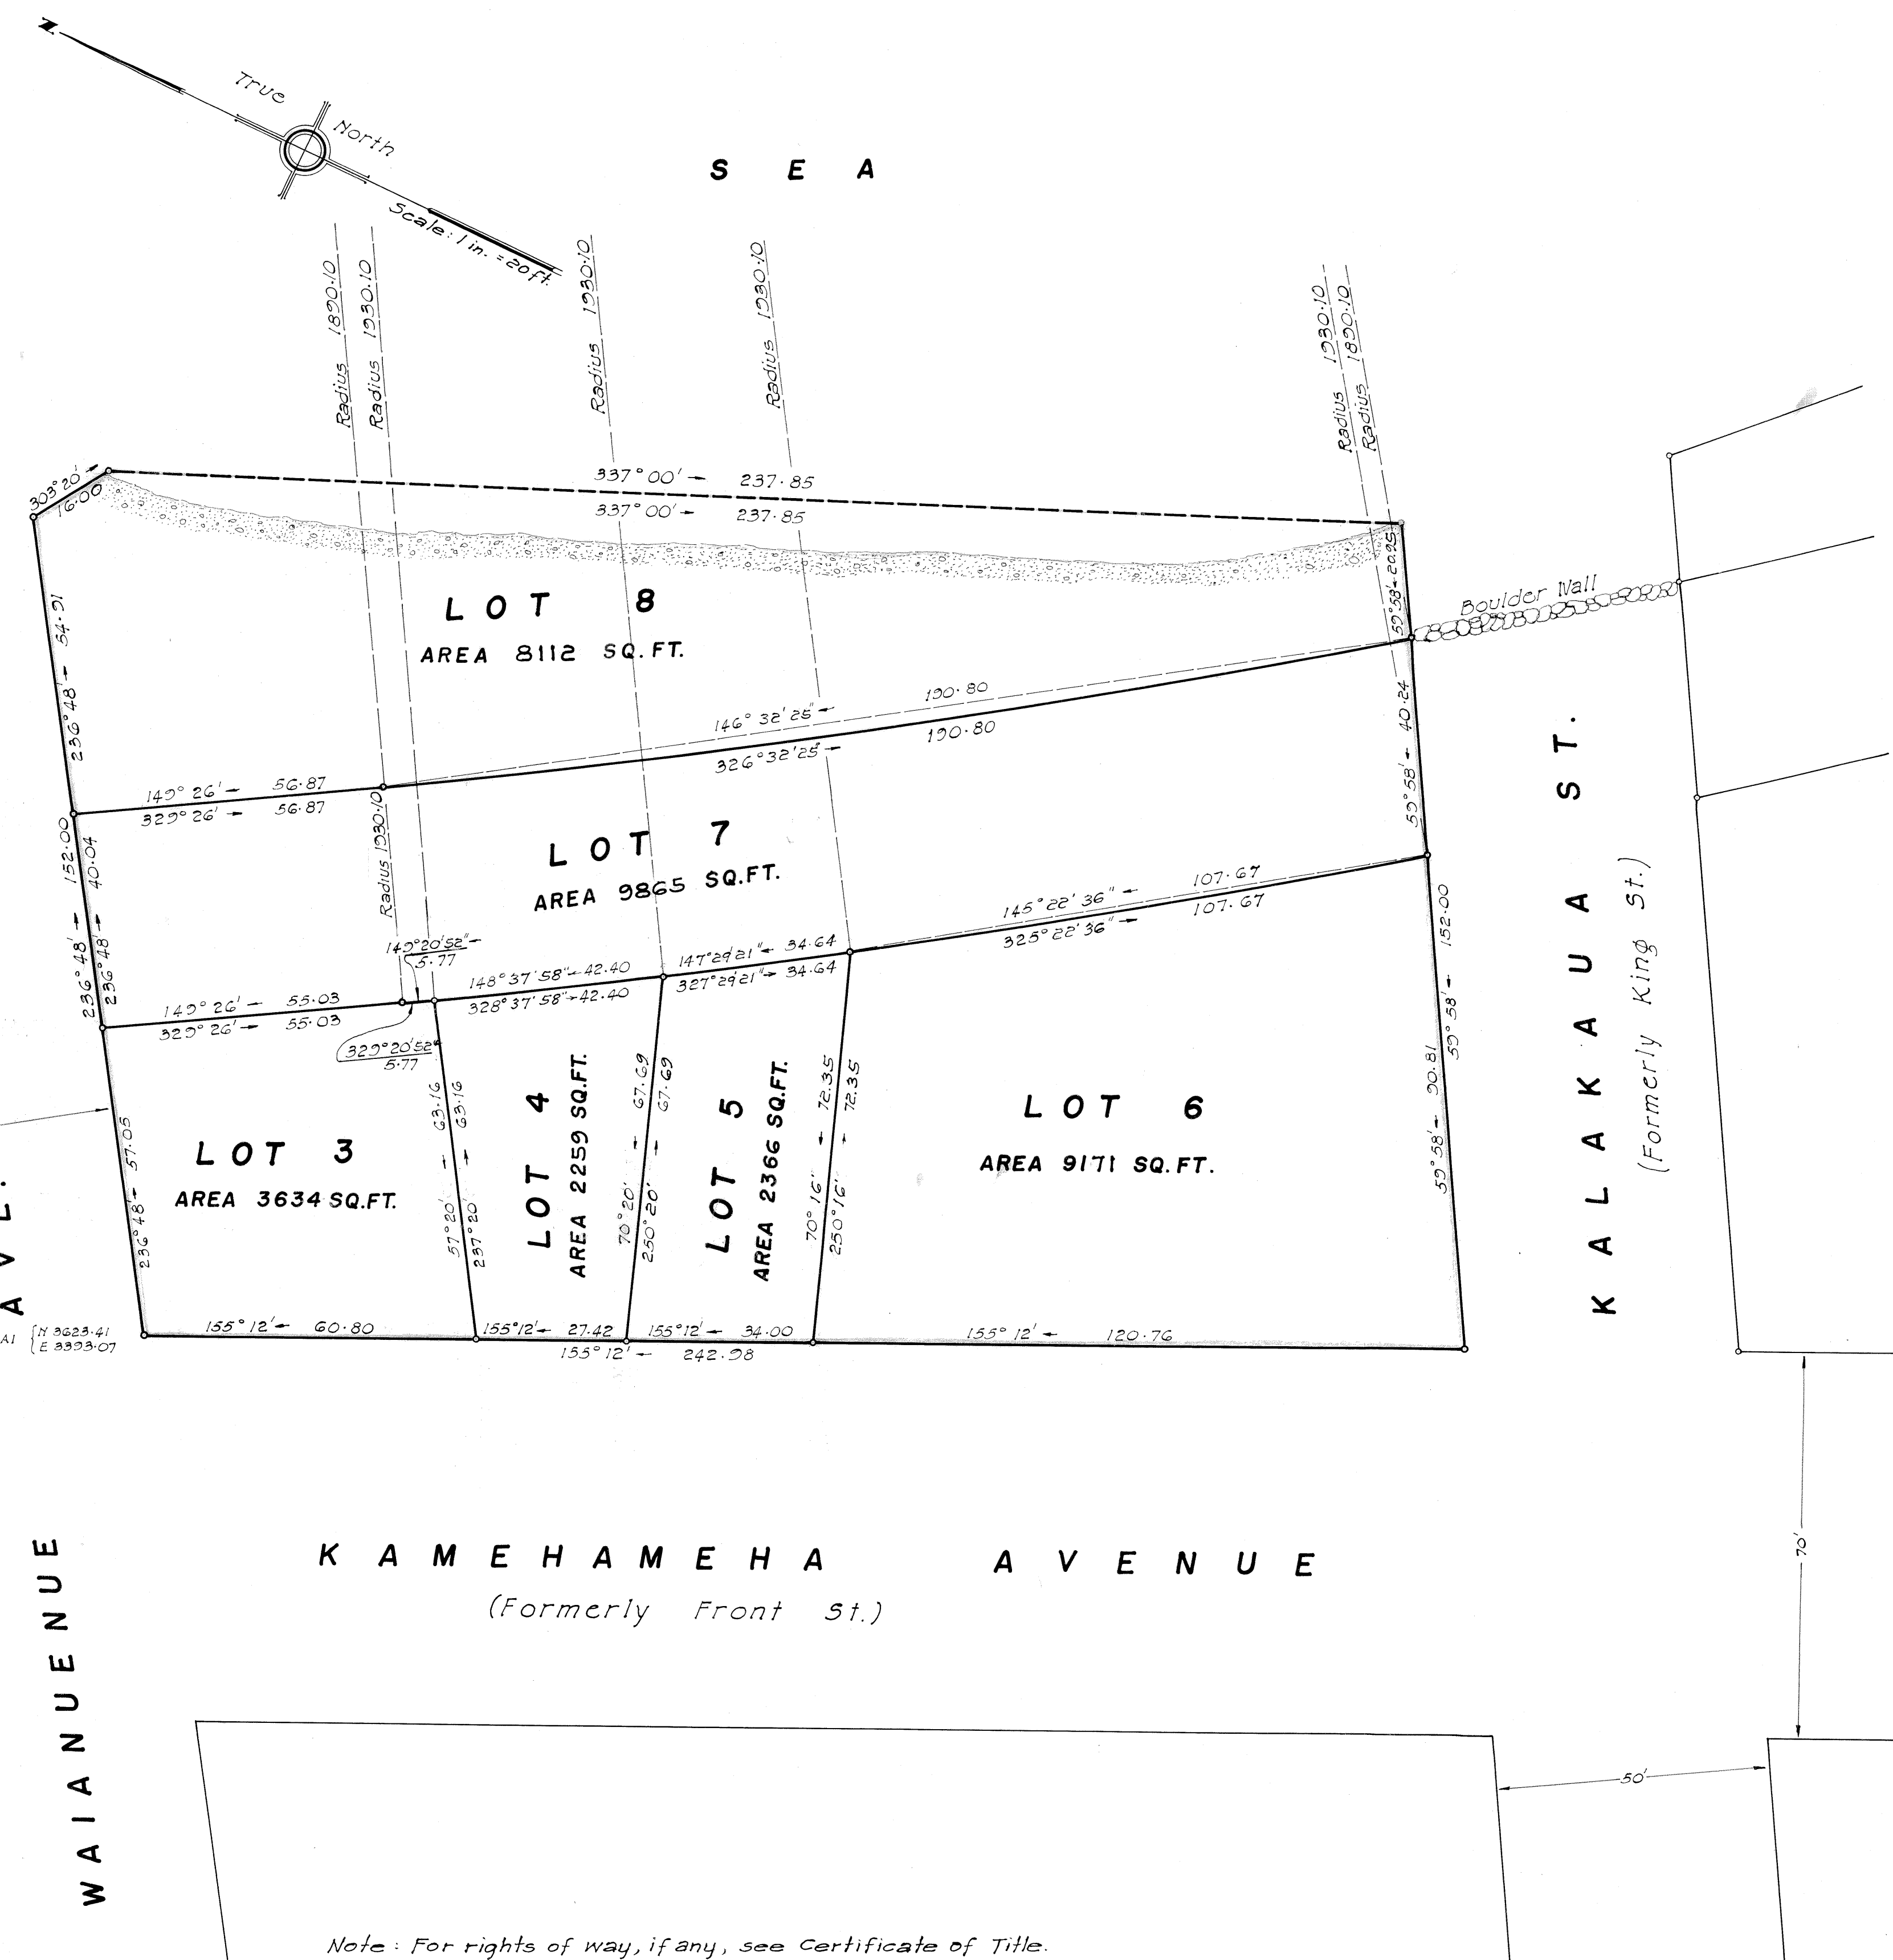 N
True North
Scale: 1 in. = 20 ft.
S E A
Radius 1890.10
Radius 1930.10
Radius 1930.10
Radius 1930.10
Radius 1930.10
Radius 1890.10
303°20'
16.00
337°00' 237.85
337°00' 237.85
59°58' 20.95
Boulder Wall
LOT 8
AREA 8112 SQ. FT.
236°48' 54.91
146°32'25" 190.80
326°32'25" 190.80
59°58' 40.24
149°26' 56.87
329°26' 56.87
236°48' 152.00
236°48' 40.04
Radius 1930.10
LOT 7
AREA 9865 SQ. FT.
145°22'36" 107.67
325°22'36" 107.67
149°20'52"
5.77
148°37'58" 42.40
328°37'58" 42.40
147°29'21" 34.64
327°29'21" 34.64
149°26' 55.03
329°26' 55.03
329°20'52"
5.77
59°58' 152.00
59°58' 90.81
KALAKAUA ST.
(Formerly King St.)
236°48' 57.05
LOT 3
AREA 3634 SQ.FT.
57°20' 63.16
237°20' 63.16
LOT 4
AREA 2259 SQ.FT.
70°20' 67.69
250°20' 67.69
LOT 5
AREA 2366 SQ.FT.
70°16' 72.35
250°16' 72.35
LOT 6
AREA 9171 SQ. FT.
N 3623.41
E 3393.07
155°12' 60.80
155°12' 27.42
155°12' 34.00
155°12' 120.76
155°12' 242.98
KAMEHAMEHA AVENUE
(Formerly Front St.)
WAIANUENUE AVE.
70'
50'
Note: For rights of way, if any, see Certificate of Title.